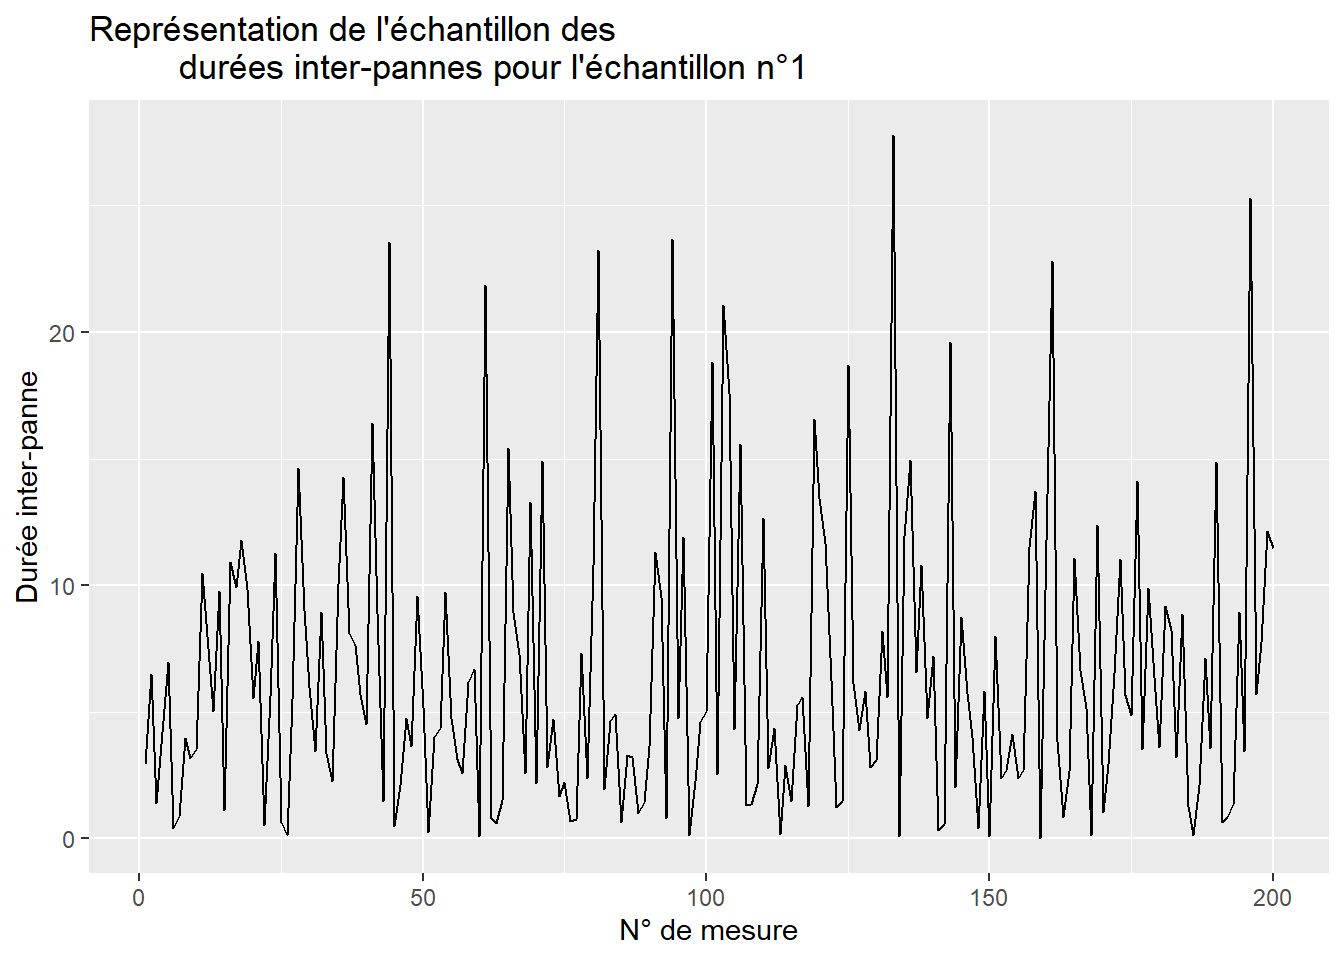 Représentation de l'échantillon des
durées inter-pannes pour l'échantillon n°1
Durée inter-panne
20
10
0
0
50
100
150
200
N° de mesure